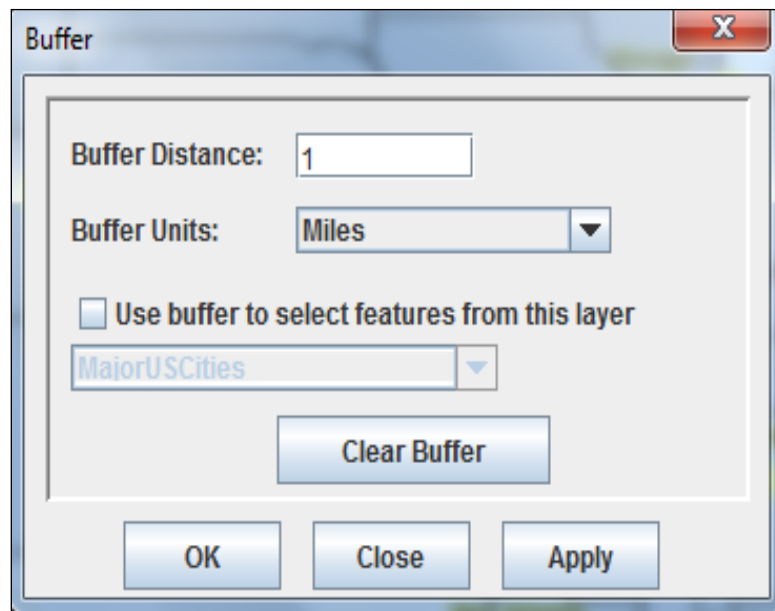 Buffer
X
Buffer Distance: 1
Buffer Units: Miles
Use buffer to select features from this layer
MajorUSCities
Clear Buffer
OK Close Apply